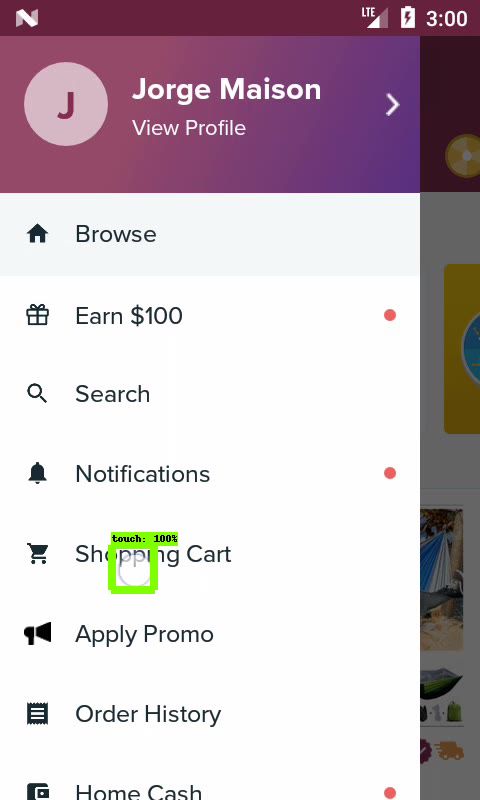 LTE 3:00
J
Jorge Maison
View Profile
Browse
Earn $100
Search
Notifications
touch: 100%
Shopping Cart
Apply Promo
Order History
Home Cash